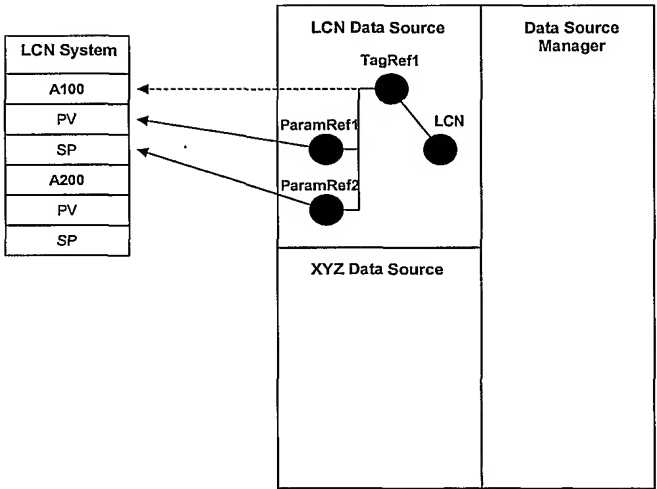 LCN System
A100
PV
SP
A200
PV
SP
LCN Data Source
TagRef1
LCN
ParamRef1
ParamRef2
XYZ Data Source
Data Source
Manager